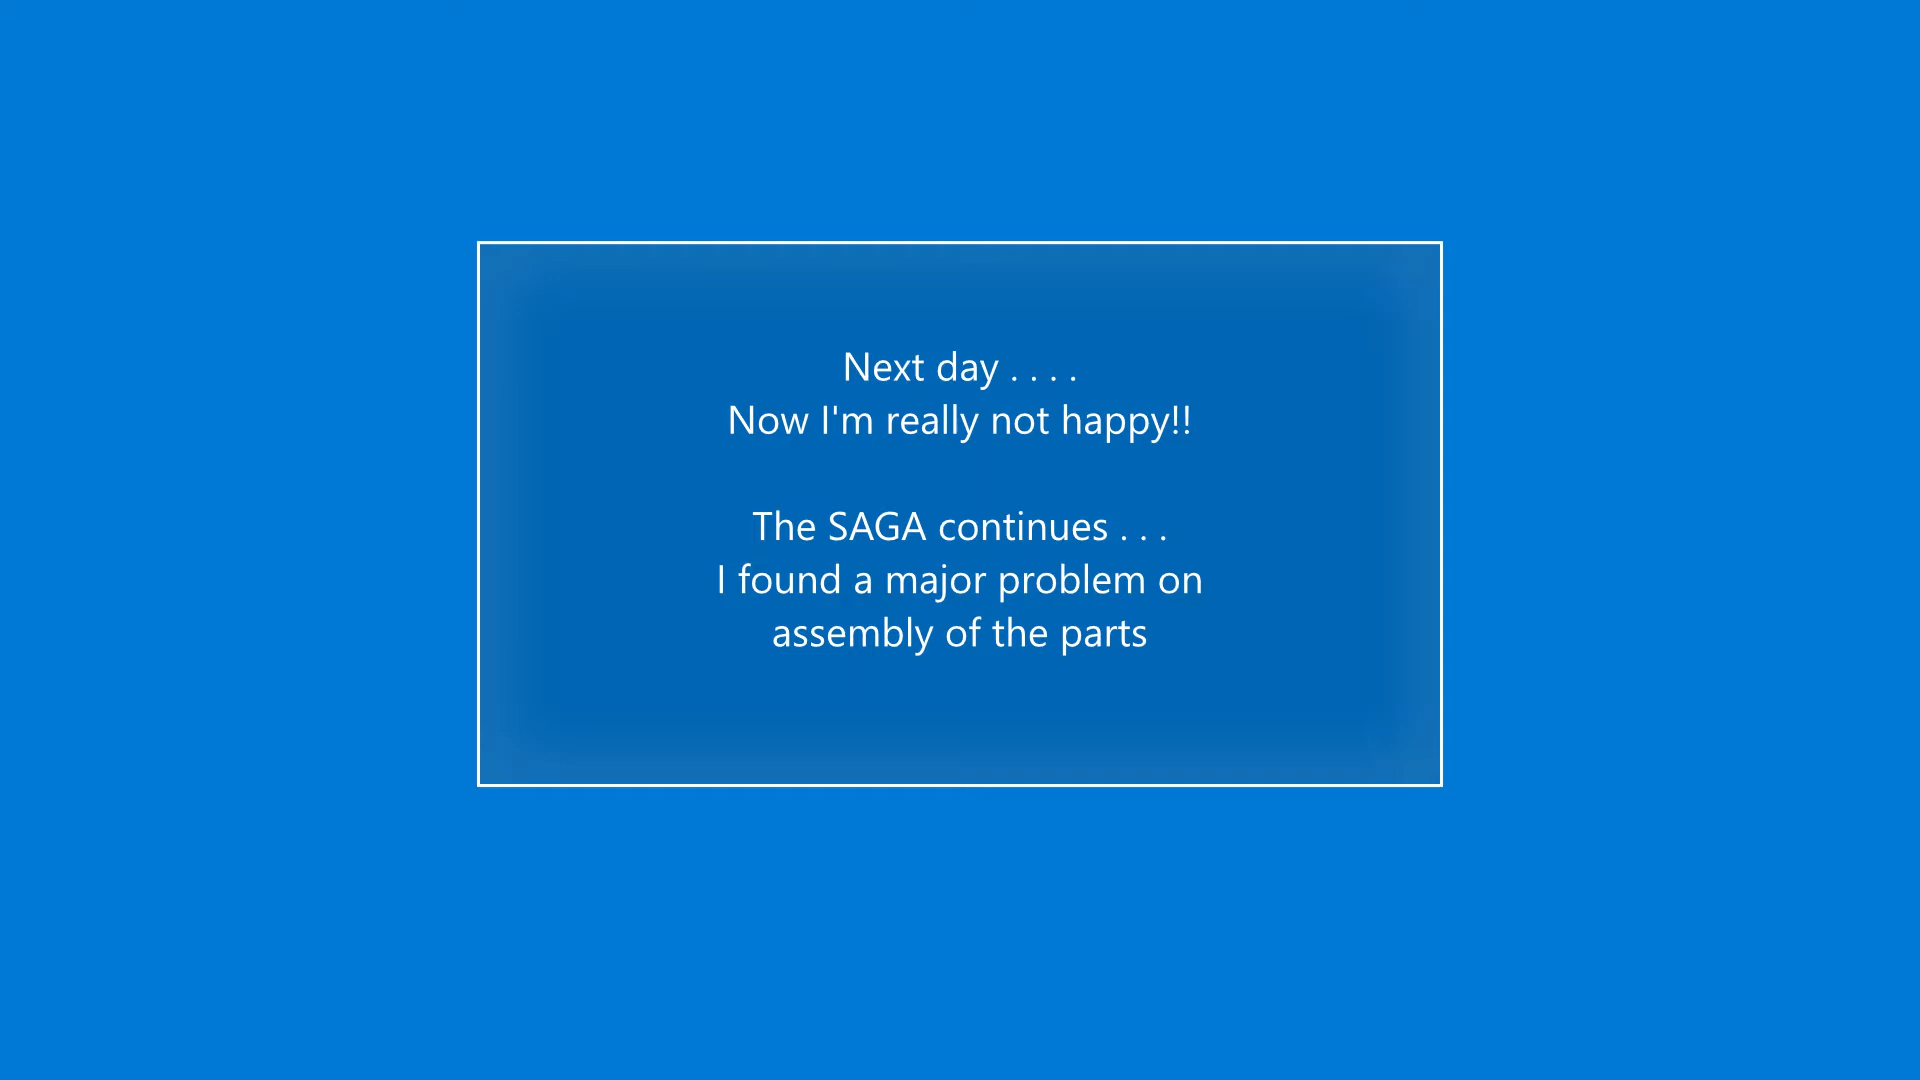 Next day . . . .
Now I'm really not happy!!
The SAGA continues . . .
I found a major problem on
assembly of the parts